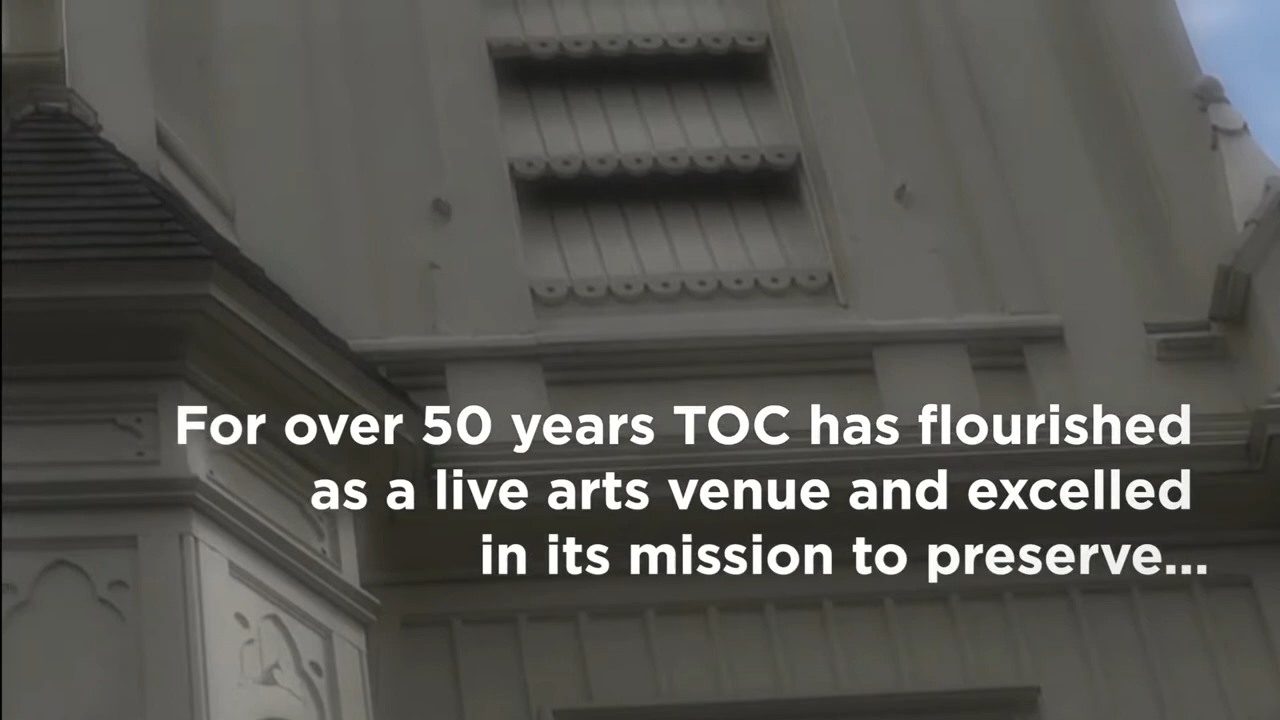 For over 50 years TOC has flourished
as a live arts venue and excelled
in its mission to preserve...